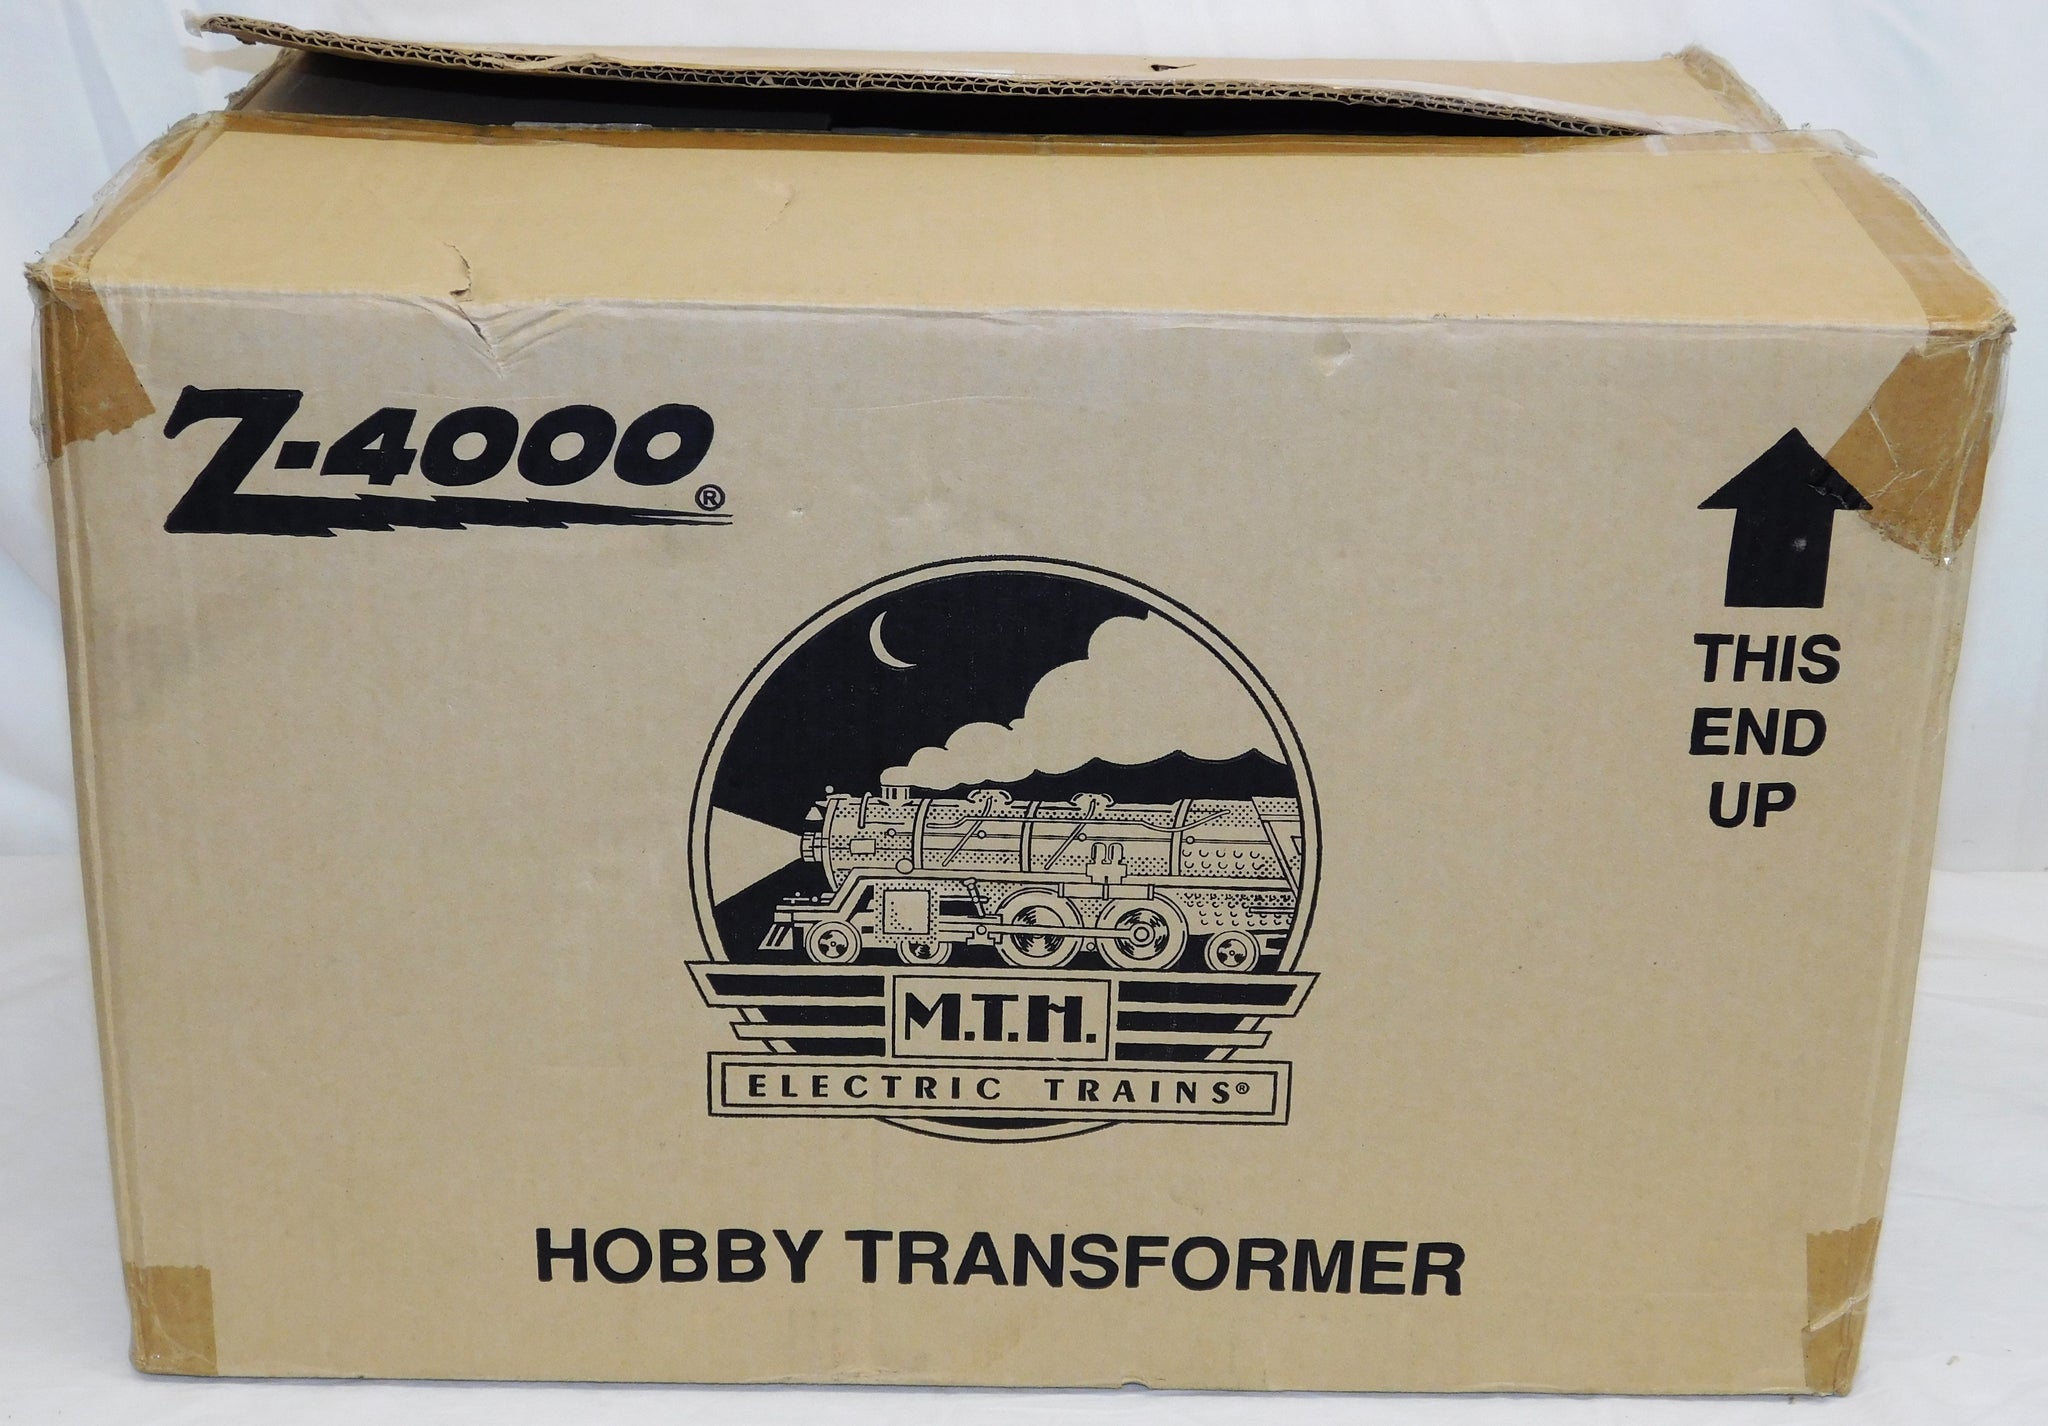 Z-4000®
THIS
END
UP
M.T.H.
ELECTRIC TRAINS®
HOBBY TRANSFORMER